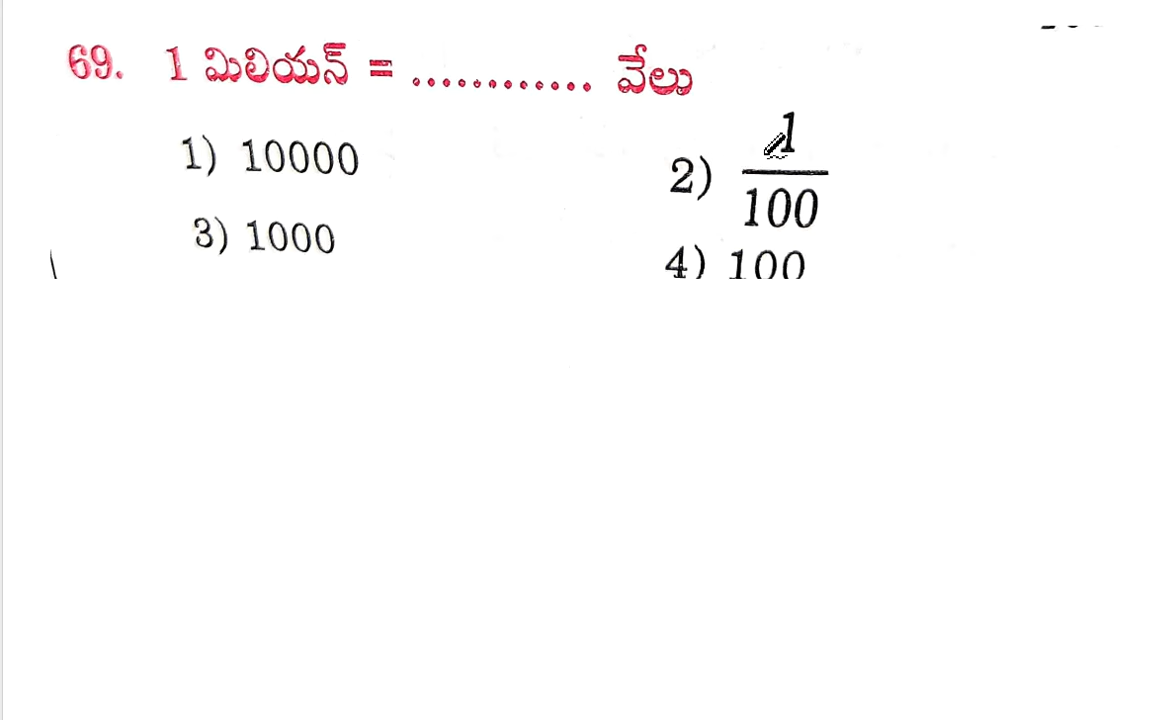 69. 1 మిలియన్ = ............ వేలు
1) 10000
2) 1/100
3) 1000
4) 100